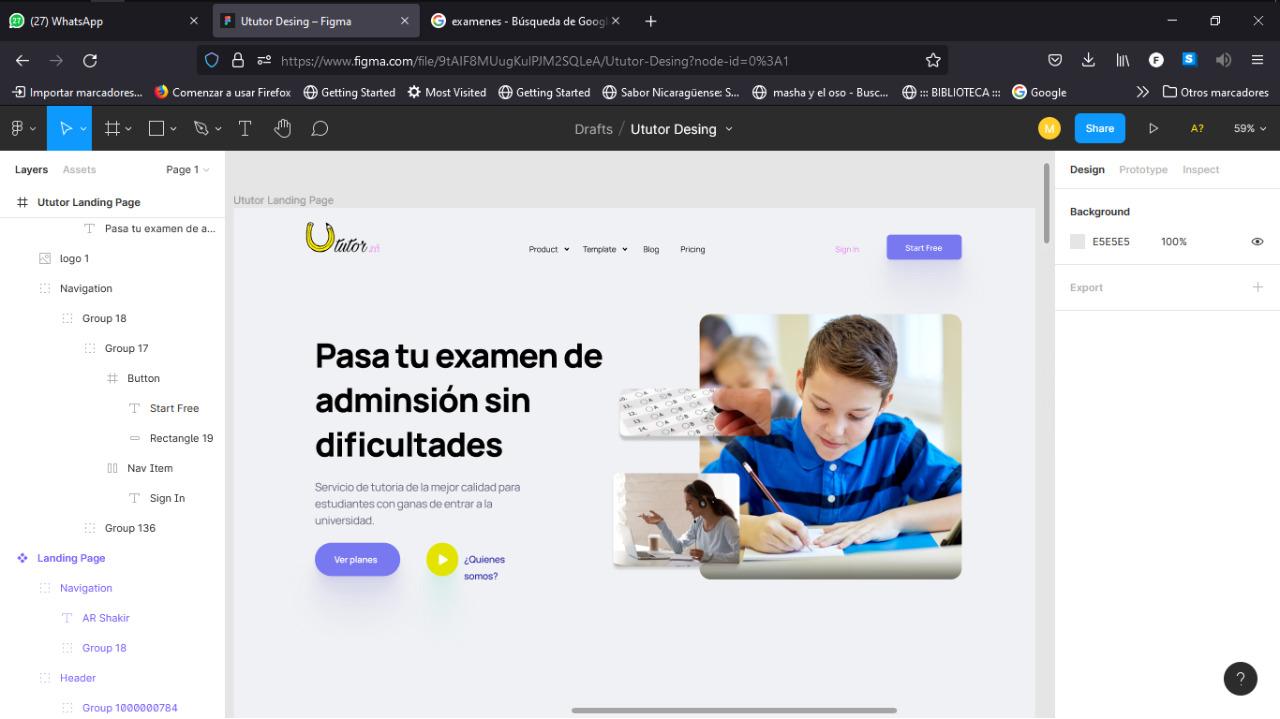 (27) WhatsApp
Ututor Desing – Figma
examenes - Búsqueda de Goog
https://www.figma.com/file/9tAIF8MUugKulPJM2SQLeA/Ututor-Desing?node-id=0%3A1
Importar marcadores...
Comenzar a usar Firefox
Getting Started
Most Visited
Getting Started
Sabor Nicaragüense: S...
masha y el oso - Busc...
::: BIBLIOTECA :::
Google
Otros marcadores
Drafts / Ututor Desing
M
Share
A?
59%
Layers
Assets
Page 1
Ututor Landing Page
Pasa tu examen de a...
logo 1
Navigation
Group 18
Group 17
Button
Start Free
Rectangle 19
Nav Item
Sign In
Group 136
Landing Page
Navigation
AR Shakir
Group 18
Header
Group 1000000784
Ututor Landing Page
Ututor
Product
Template
Blog
Pricing
Sign In
Start Free
Pasa tu examen de
adminsión sin
dificultades
Servicio de tutoria de la mejor calidad para
estudiantes con ganas de entrar a la
universidad.
Ver planes
¿Quienes
somos?
Design
Prototype
Inspect
Background
E5E5E5
100%
Export
?